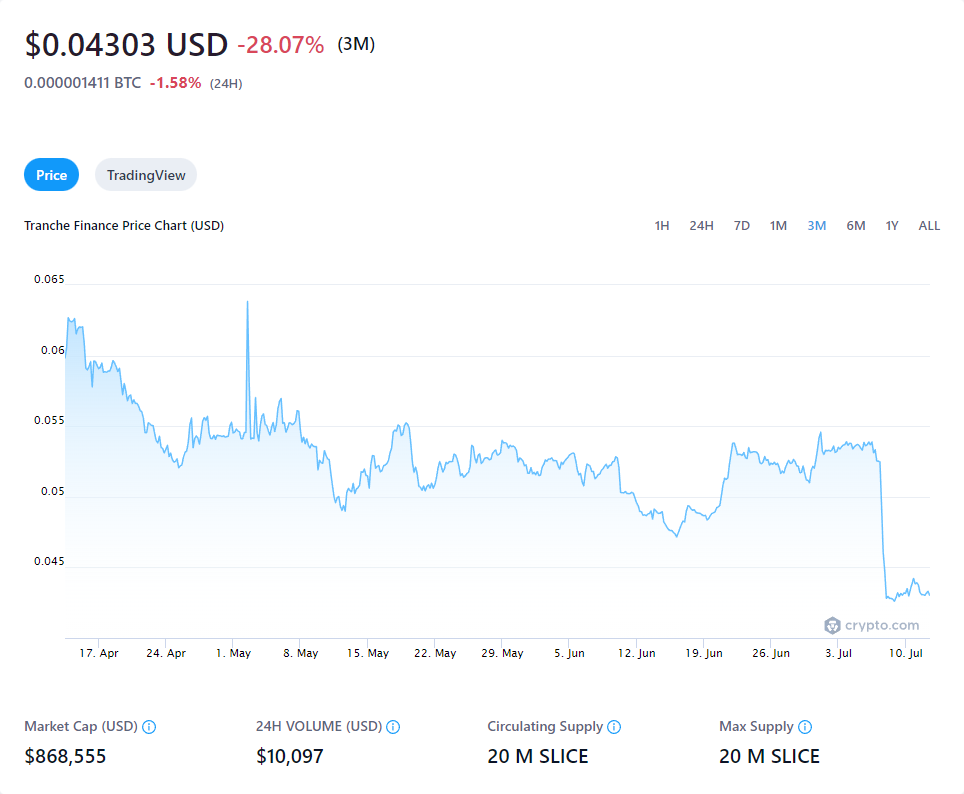 $0.04303 USD -28.07% (3M)
0.000001411 BTC -1.58% (24H)
Price TradingView
Tranche Finance Price Chart (USD) 1H 24H 7D 1M 3M 6M 1Y ALL
0.065
0.06
0.055
0.05
0.045
crypto.com
17. Apr 24. Apr 1. May 8. May 15. May 22. May 29. May 5. Jun 12. Jun 19. Jun 26. Jun 3. Jul 10. Jul
Market Cap (USD) 24H VOLUME (USD) Circulating Supply Max Supply
$868,555 $10,097 20 M SLICE 20 M SLICE